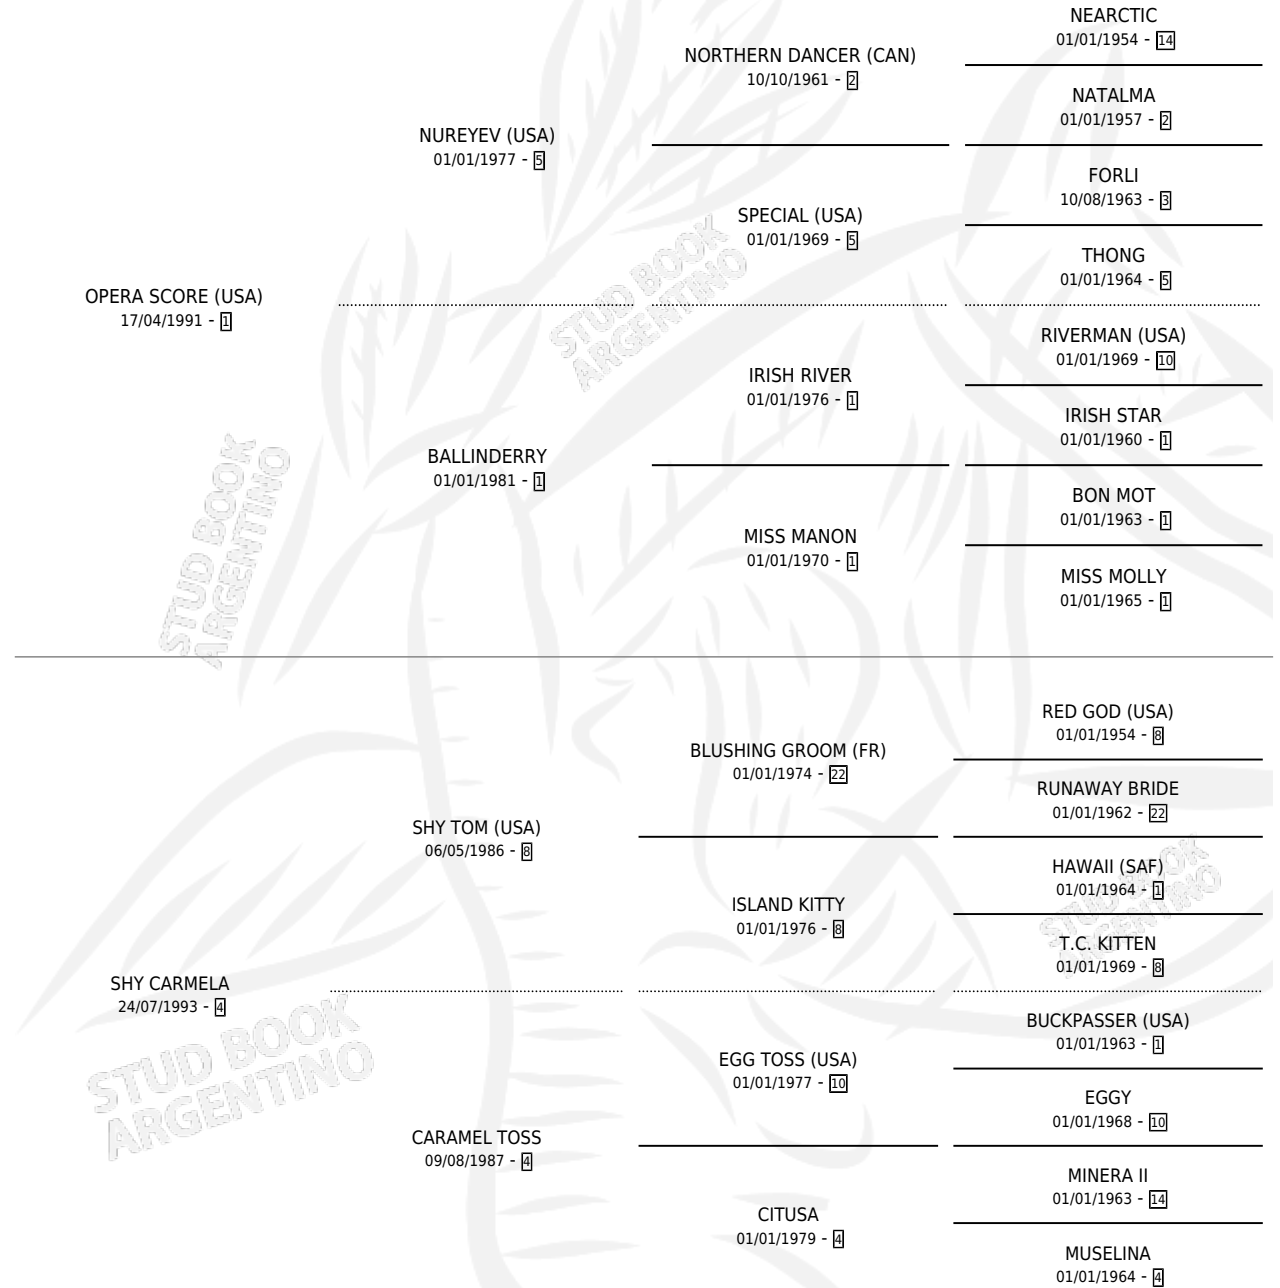 NEARCTIC
01/01/1954 - 14
NORTHERN DANCER (CAN)
10/10/1961 - 2
NATALMA
01/01/1957 - 2
NUREYEV (USA)
01/01/1977 - 5
FORLI
10/08/1963 - 3
SPECIAL (USA)
01/01/1969 - 5
THONG
01/01/1964 - 5
OPERA SCORE (USA)
17/04/1991 - 1
RIVERMAN (USA)
01/01/1969 - 10
IRISH RIVER
01/01/1976 - 1
IRISH STAR
01/01/1960 - 1
BALLINDERRY
01/01/1981 - 1
BON MOT
01/01/1963 - 1
MISS MANON
01/01/1970 - 1
MISS MOLLY
01/01/1965 - 1
RED GOD (USA)
01/01/1954 - 8
BLUSHING GROOM (FR)
01/01/1974 - 22
RUNAWAY BRIDE
01/01/1962 - 22
SHY TOM (USA)
06/05/1986 - 8
HAWAII (SAF)
01/01/1964 - 1
ISLAND KITTY
01/01/1976 - 8
T.C. KITTEN
01/01/1969 - 8
SHY CARMELA
24/07/1993 - 4
BUCKPASSER (USA)
01/01/1963 - 1
EGG TOSS (USA)
01/01/1977 - 10
EGGY
01/01/1968 - 10
CARAMEL TOSS
09/08/1987 - 4
MINERA II
01/01/1963 - 14
CITUSA
01/01/1979 - 4
MUSELINA
01/01/1964 - 4
STUD BOOK
ARGENTINO
STUD BOOK
ARGENTINO
STUD BOOK
ARGENTINO
STUD BOOK
ARGENTINO